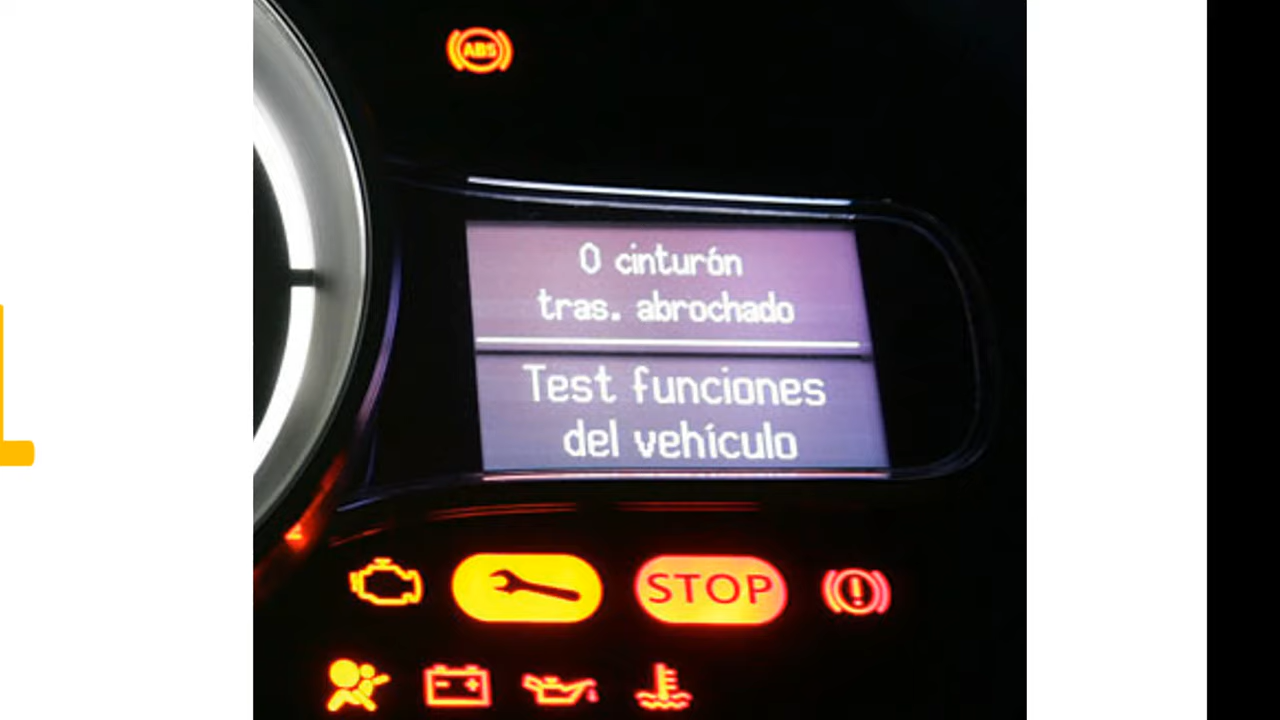 ABS
0 cinturón
tras. abrochado
Test funciones
del vehículo
STOP